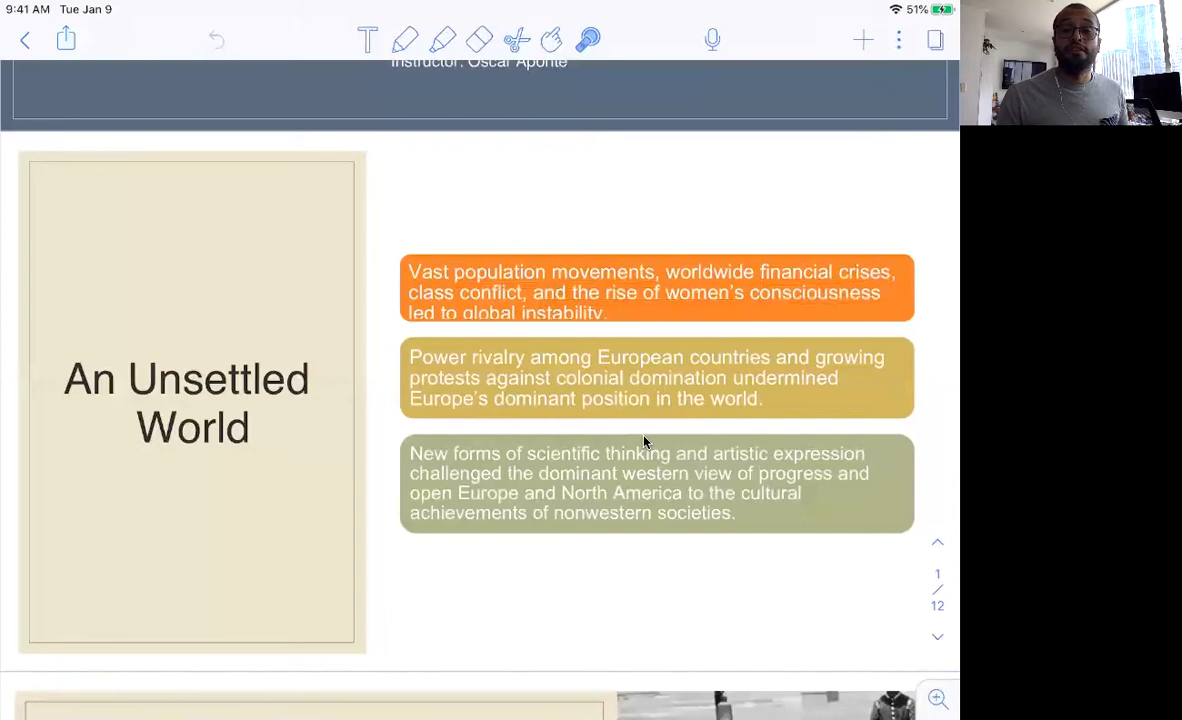 9:41 AM Tue Jan 9
51%
Instructor: Oscar Aponte
An Unsettled
World
Vast population movements, worldwide financial crises,
class conflict, and the rise of women's consciousness
led to global instability.
Power rivalry among European countries and growing
protests against colonial domination undermined
Europe's dominant position in the world.
New forms of scientific thinking and artistic expression
challenged the dominant western view of progress and
open Europe and North America to the cultural
achievements of nonwestern societies.
1
/
12